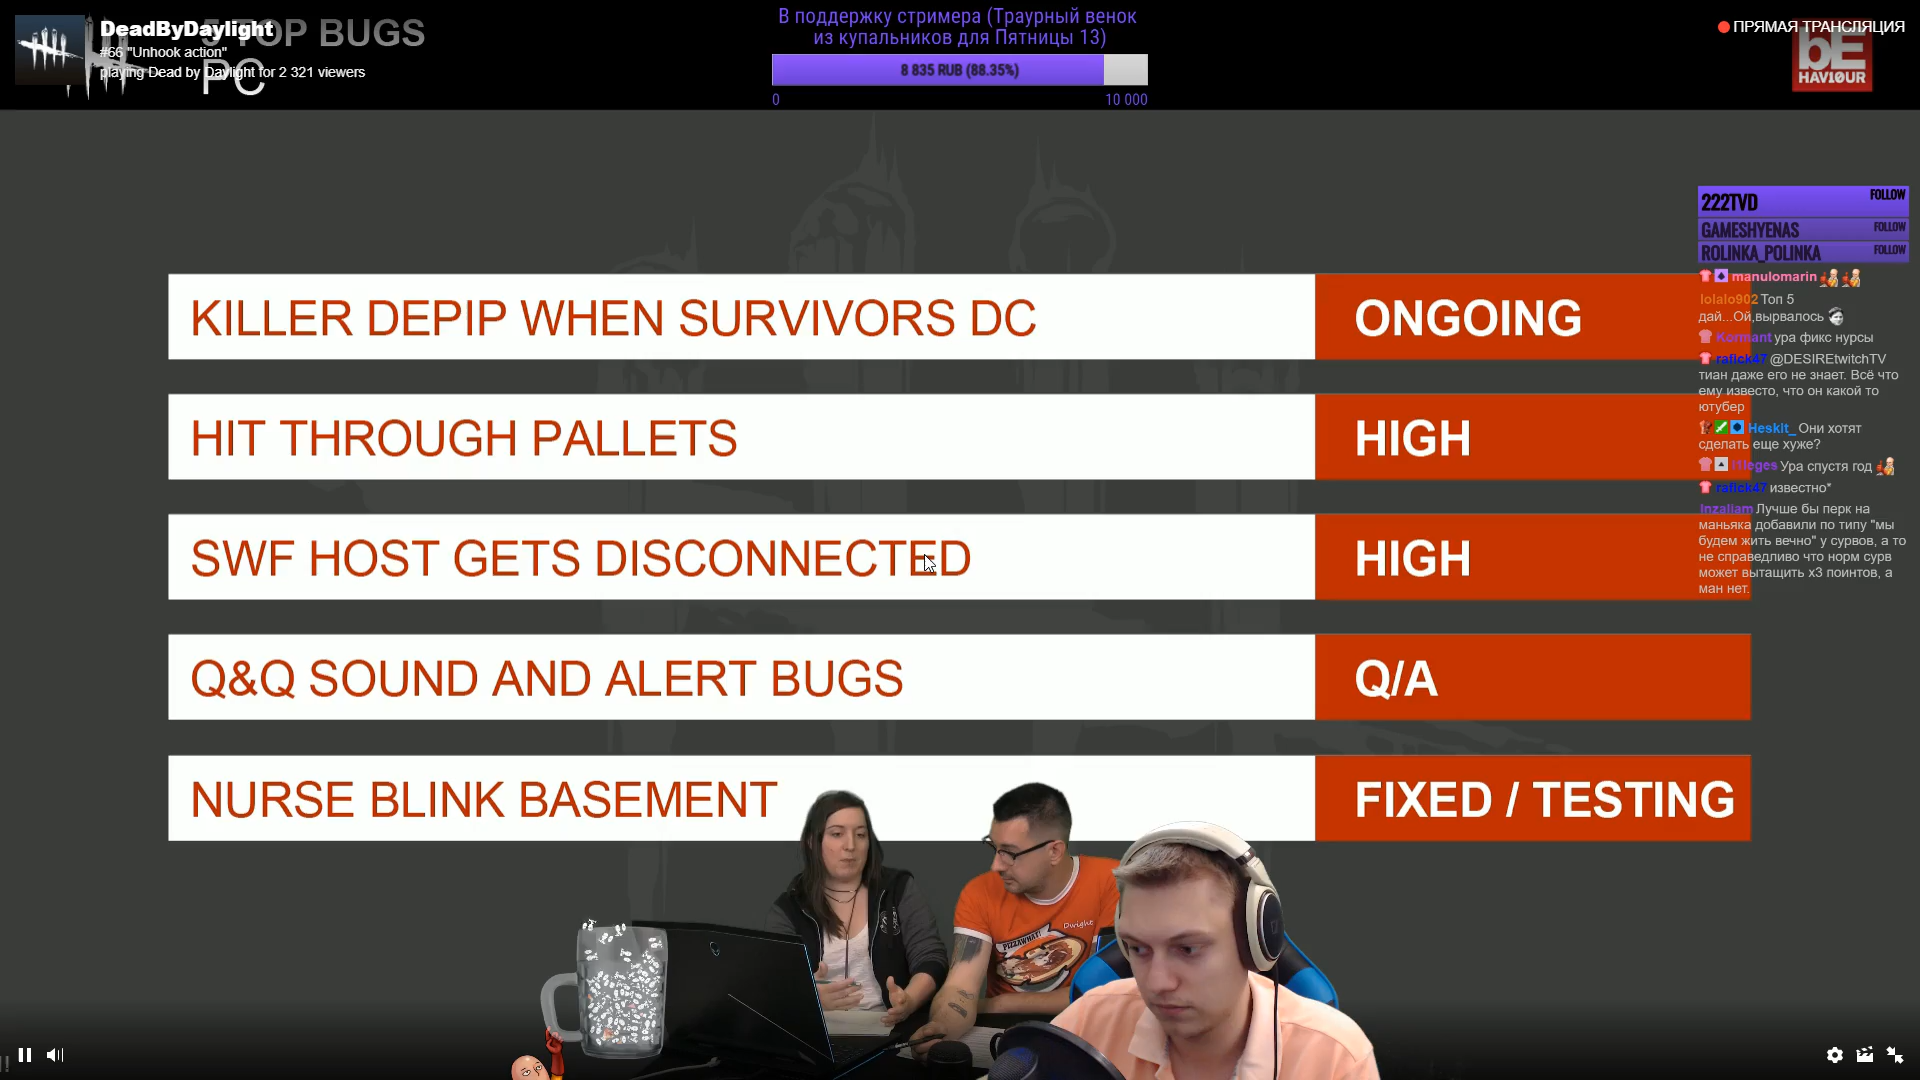 5 TOP BUGS
PC
DeadByDaylight
#66 "Unhook action"
playing Dead by Daylight for 2 321 viewers
В поддержку стримера (Траурный венок
из купальников для Пятницы 13)
8 835 RUB (88.35%)
0
10 000
ПРЯМАЯ ТРАНСЛЯЦИЯ
bE
HAVIOUR
KILLER DEPIP WHEN SURVIVORS DC
ONGOING
HIT THROUGH PALLETS
HIGH
SWF HOST GETS DISCONNECTED
HIGH
Q&Q SOUND AND ALERT BUGS
Q/A
NURSE BLINK BASEMENT
FIXED / TESTING
222TVD FOLLOW
GAMESHYENAS FOLLOW
ROLINKA_POLINKA FOLLOW
manulomarin
lolalo902 Топ 5
дай...Ой,вырвалось
Kormant ура фикс нурсы
rafick47 @DESIREtwitchTV
тиан даже его не знает. Всё что
ему известо, что он какой то
ютубер
Heskit_ Они хотят
сделать еще хуже?
Ура спустя год
rafick47 известно*
Inzaliam Лучше бы перк на
маньяка добавили по типу "мы
будем жить вечно" у сурвов, а то
не справедливо что норм сурв
может вытащить x3 поинтов, а
ман нет.
PIZZAWHAT!
Dwight